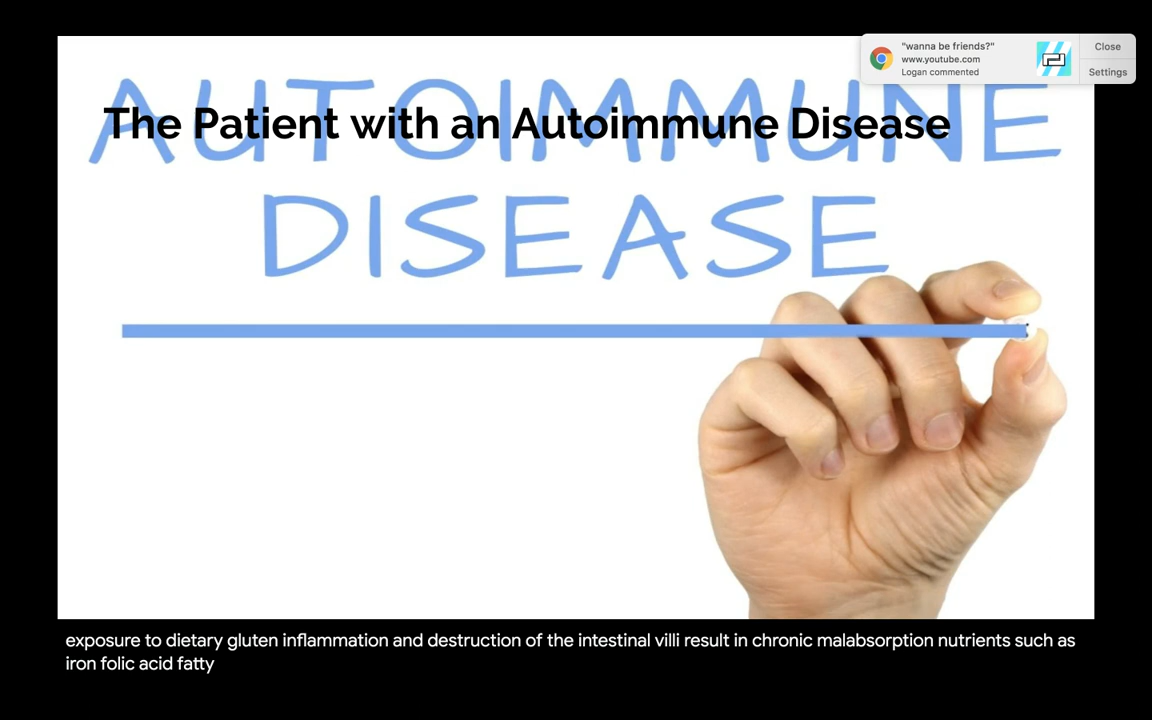 "wanna be friends?"
www.youtube.com
Logan commented
Close
Settings
AUTOIMMUNE
The Patient with an Autoimmune Disease
DISEASE
exposure to dietary gluten inflammation and destruction of the intestinal villi result in chronic malabsorption nutrients such as
iron folic acid fatty